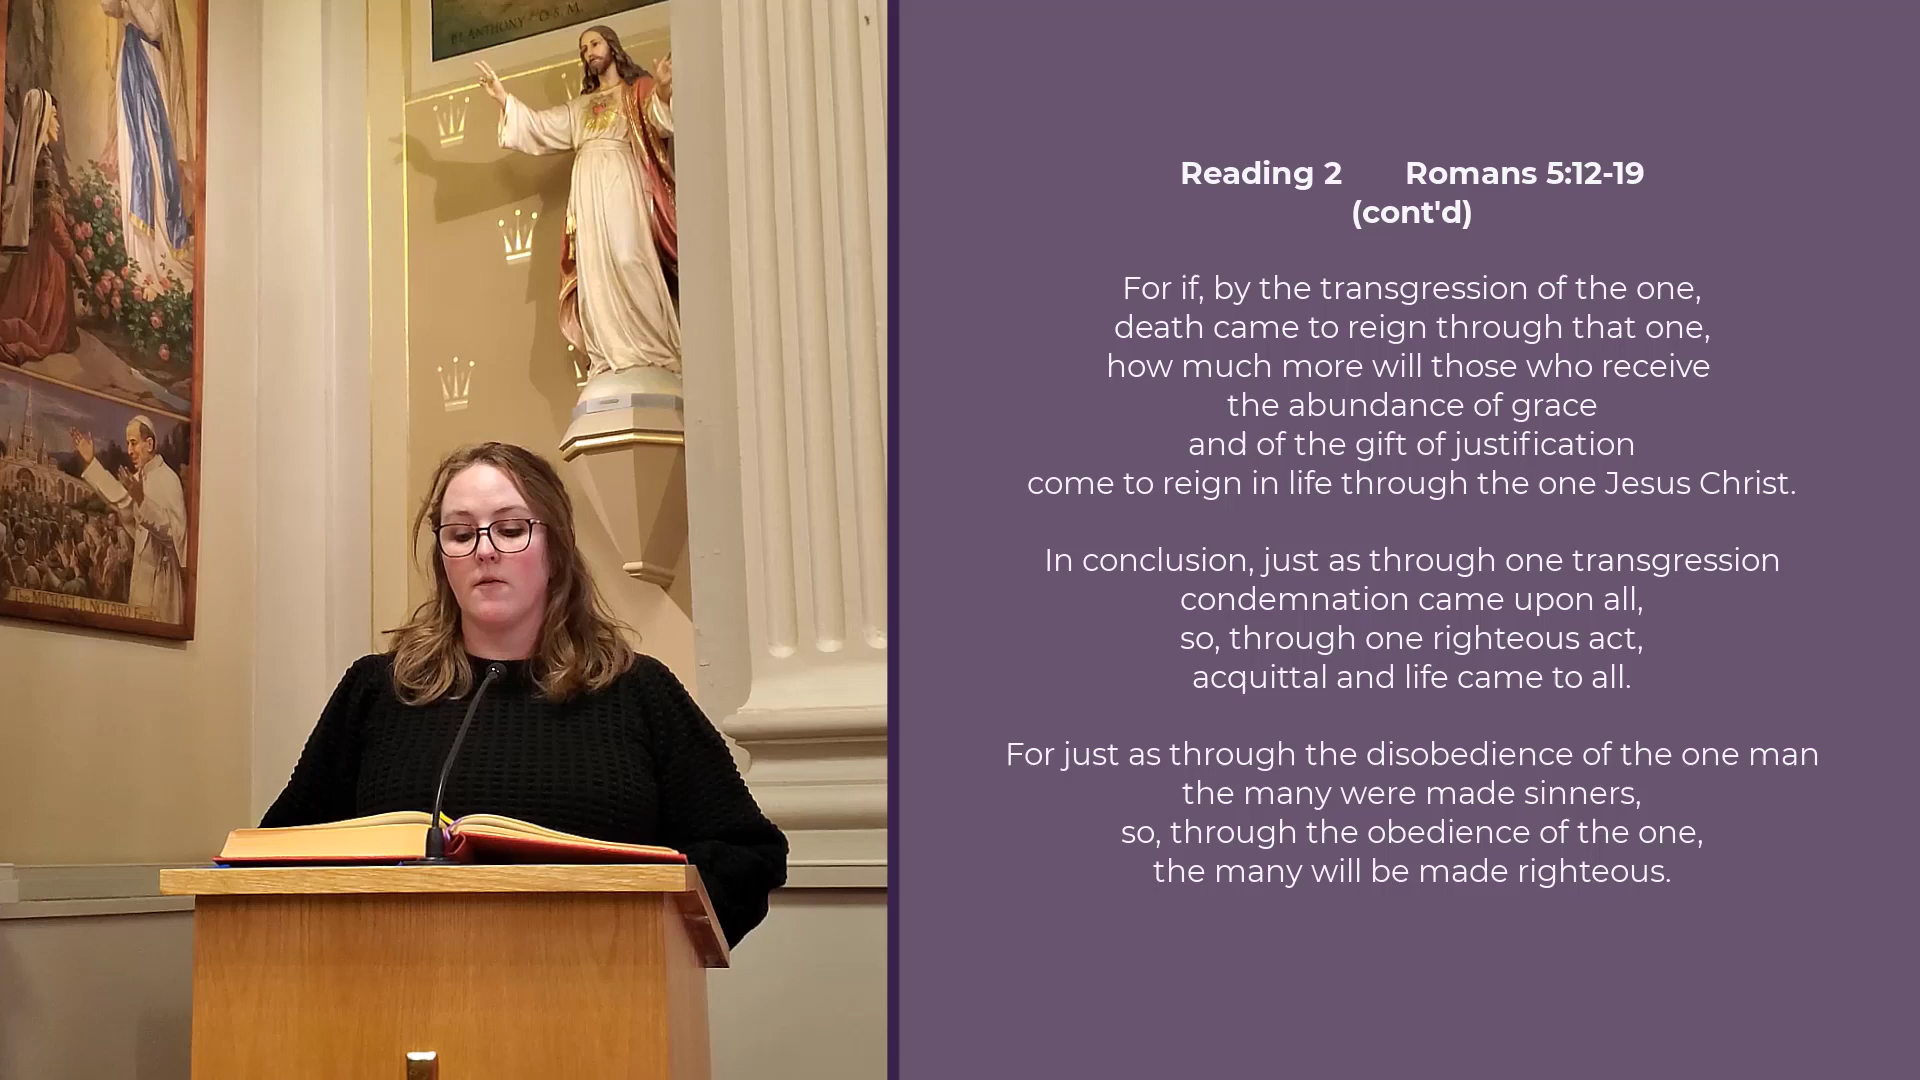 BY ANTHONY O.S.M.
MICHAEL R. NOTARO
Reading 2 Romans 5:12-19
(cont'd)
For if, by the transgression of the one,
death came to reign through that one,
how much more will those who receive
the abundance of grace
and of the gift of justification
come to reign in life through the one Jesus Christ.
In conclusion, just as through one transgression
condemnation came upon all,
so, through one righteous act,
acquittal and life came to all.
For just as through the disobedience of the one man
the many were made sinners,
so, through the obedience of the one,
the many will be made righteous.